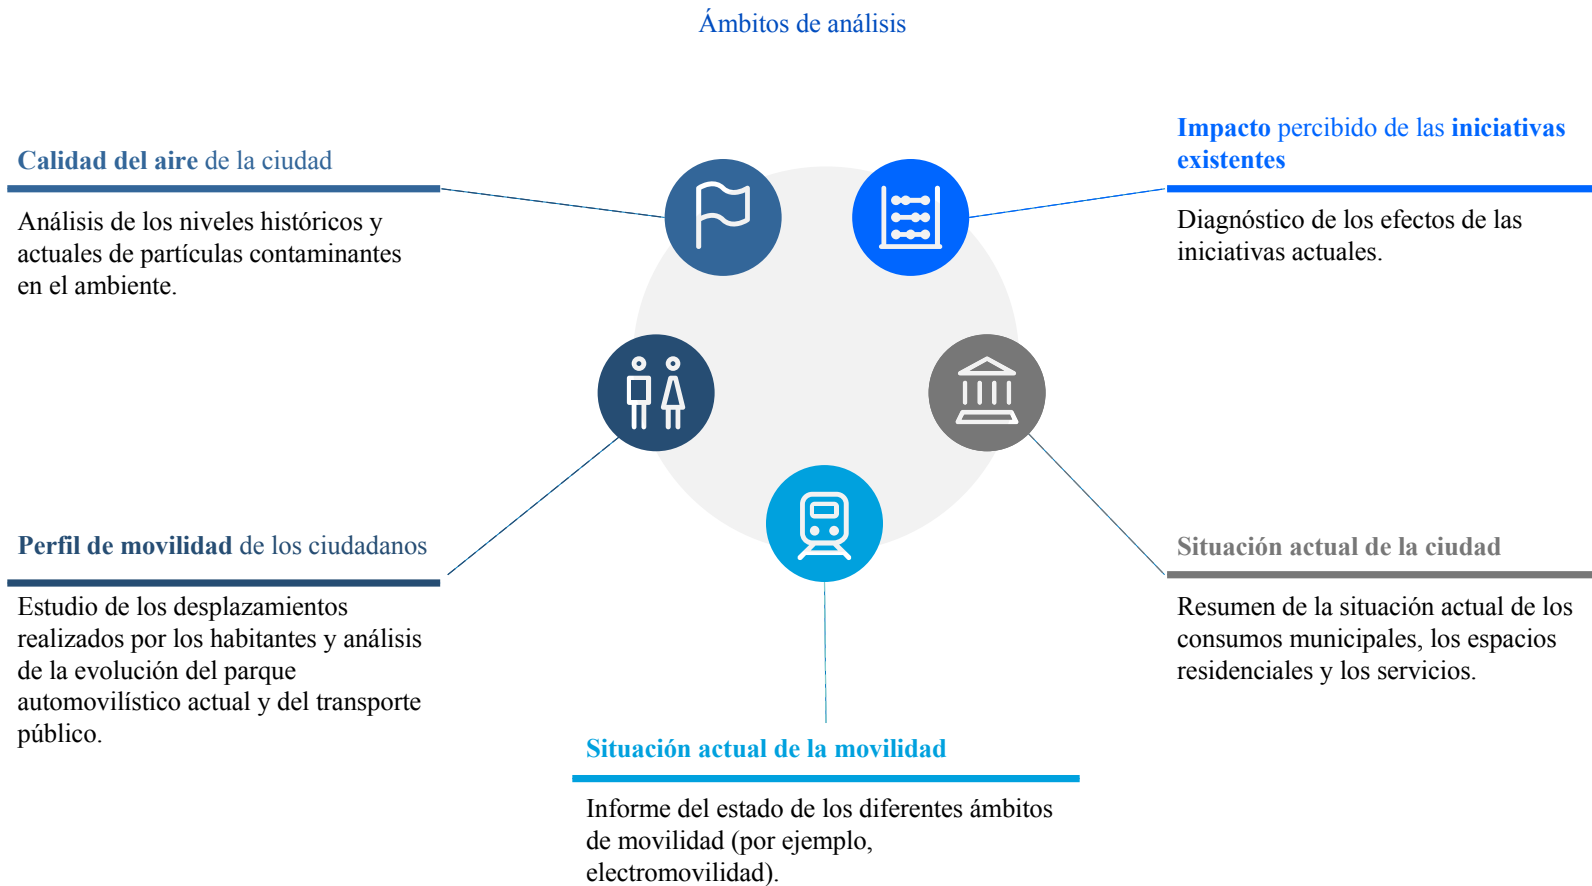 Ámbitos de análisis
Calidad del aire de la ciudad
Análisis de los niveles históricos y
actuales de partículas contaminantes
en el ambiente.
Impacto percibido de las iniciativas
existentes
Diagnóstico de los efectos de las
iniciativas actuales.
Perfil de movilidad de los ciudadanos
Estudio de los desplazamientos
realizados por los habitantes y análisis
de la evolución del parque
automovilístico actual y del transporte
público.
Situación actual de la ciudad
Resumen de la situación actual de los
consumos municipales, los espacios
residenciales y los servicios.
Situación actual de la movilidad
Informe del estado de los diferentes ámbitos
de movilidad (por ejemplo,
electromovilidad).